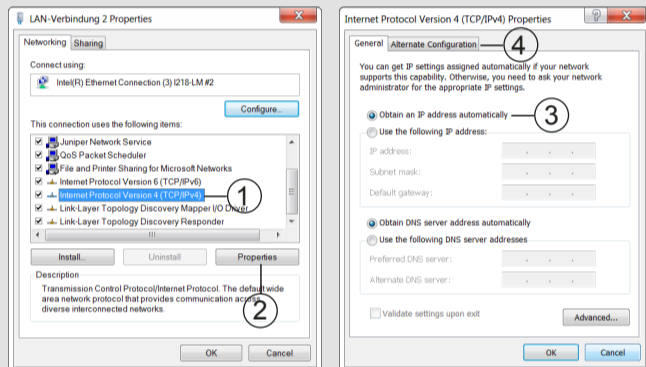 LAN-Verbindung 2 Properties
Networking Sharing
Connect using:
Intel(R) Ethernet Connection (3) I218-LM #2
Configure...
This connection uses the following items:
Juniper Network Service
QoS Packet Scheduler
File and Printer Sharing for Microsoft Networks
Internet Protocol Version 6 (TCP/IPv6)
Internet Protocol Version 4 (TCP/IPv4)
1
Link-Layer Topology Discovery Mapper I/O Driver
Link-Layer Topology Discovery Responder
Install... Uninstall Properties
2
Description
Transmission Control Protocol/Internet Protocol. The default wide
area network protocol that provides communication across
diverse interconnected networks.
OK Cancel
Internet Protocol Version 4 (TCP/IPv4) Properties
General Alternate Configuration
4
You can get IP settings assigned automatically if your network
supports this capability. Otherwise, you need to ask your network
administrator for the appropriate IP settings.
Obtain an IP address automatically
3
Use the following IP address:
IP address:
Subnet mask:
Default gateway:
Obtain DNS server address automatically
Use the following DNS server addresses
Preferred DNS server:
Alternate DNS server:
Validate settings upon exit
Advanced...
OK Cancel